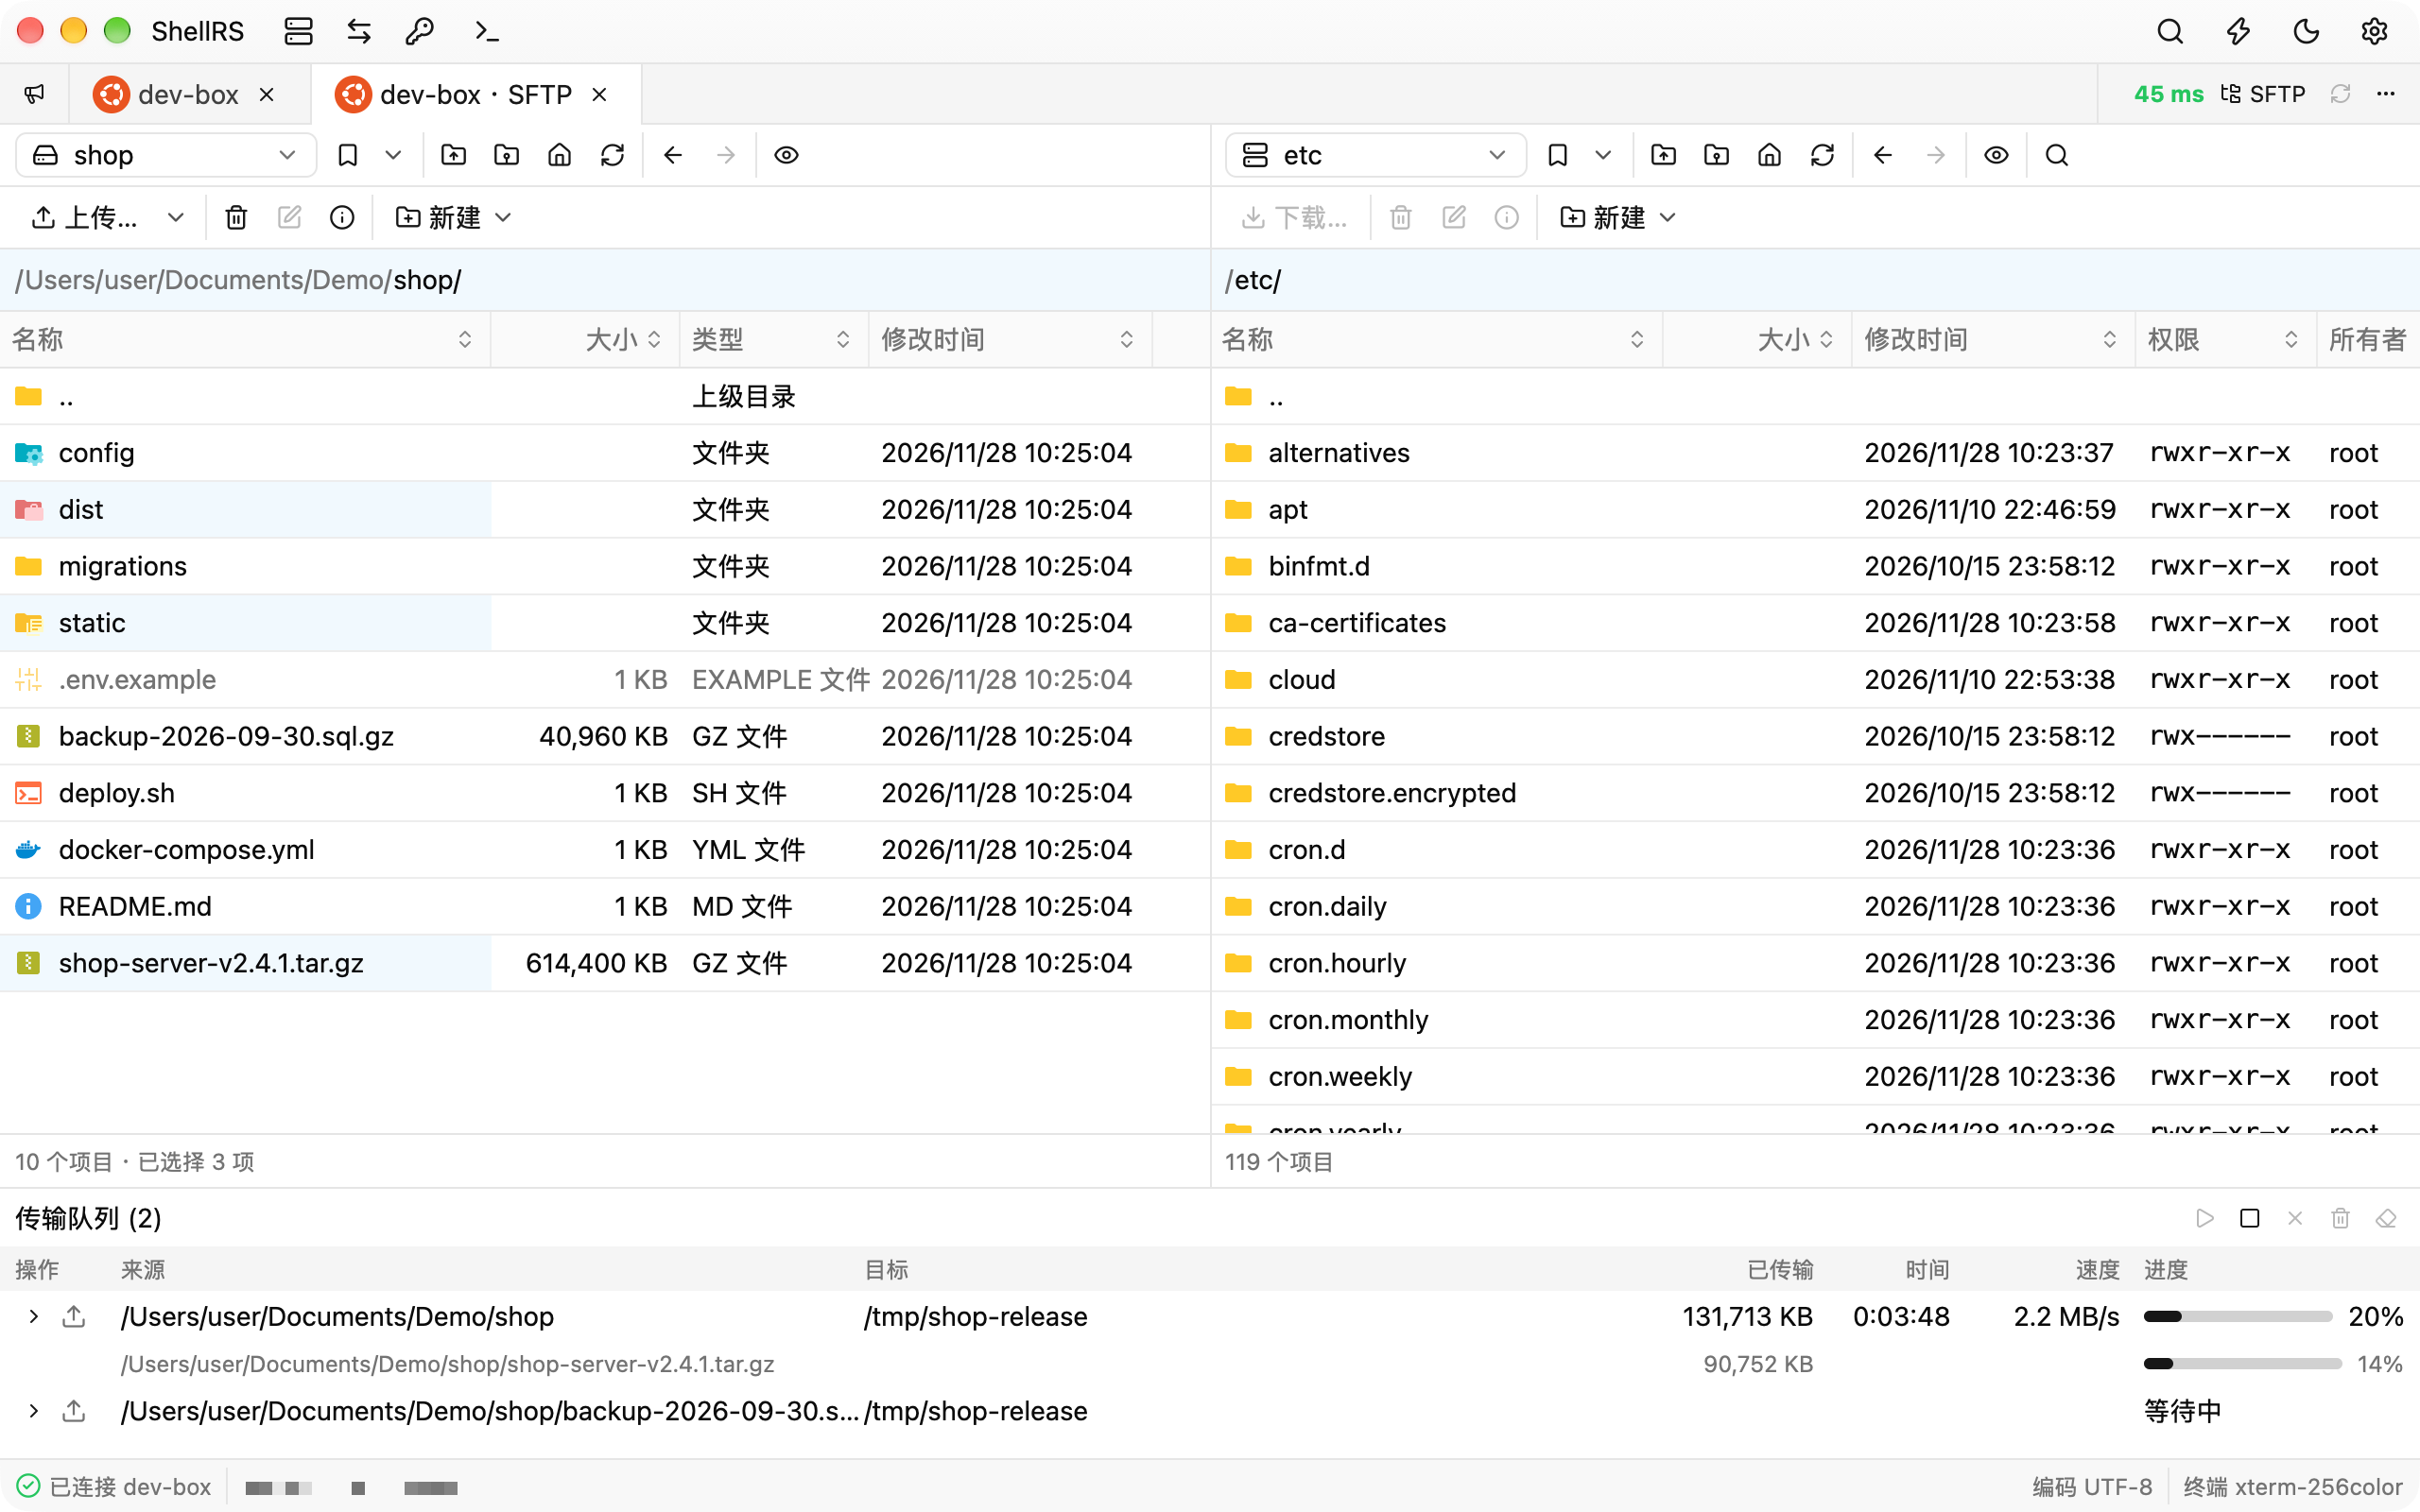 ShellRS
dev-box
dev-box · SFTP
45 ms SFTP
shop
etc
上传... 新建
下载... 新建
/Users/user/Documents/Demo/shop/
/etc/
名称 大小 类型 修改时间
.. 上级目录
config 文件夹 2026/11/28 10:25:04
dist 文件夹 2026/11/28 10:25:04
migrations 文件夹 2026/11/28 10:25:04
static 文件夹 2026/11/28 10:25:04
.env.example 1 KB EXAMPLE 文件 2026/11/28 10:25:04
backup-2026-09-30.sql.gz 40,960 KB GZ 文件 2026/11/28 10:25:04
deploy.sh 1 KB SH 文件 2026/11/28 10:25:04
docker-compose.yml 1 KB YML 文件 2026/11/28 10:25:04
README.md 1 KB MD 文件 2026/11/28 10:25:04
shop-server-v2.4.1.tar.gz 614,400 KB GZ 文件 2026/11/28 10:25:04
10 个项目 · 已选择 3 项
名称 大小 修改时间 权限 所有者
..
alternatives 2026/11/28 10:23:37 rwxr-xr-x root
apt 2026/11/10 22:46:59 rwxr-xr-x root
binfmt.d 2026/10/15 23:58:12 rwxr-xr-x root
ca-certificates 2026/11/28 10:23:58 rwxr-xr-x root
cloud 2026/11/10 22:53:38 rwxr-xr-x root
credstore 2026/10/15 23:58:12 rwx------ root
credstore.encrypted 2026/10/15 23:58:12 rwx------ root
cron.d 2026/11/28 10:23:36 rwxr-xr-x root
cron.daily 2026/11/28 10:23:36 rwxr-xr-x root
cron.hourly 2026/11/28 10:23:36 rwxr-xr-x root
cron.monthly 2026/11/28 10:23:36 rwxr-xr-x root
cron.weekly 2026/11/28 10:23:36 rwxr-xr-x root
cron.yearly 2026/11/28 10:23:36 rwxr-xr-x root
119 个项目
传输队列 (2)
操作 来源 目标 已传输 时间 速度 进度
/Users/user/Documents/Demo/shop /tmp/shop-release 131,713 KB 0:03:48 2.2 MB/s 20%
/Users/user/Documents/Demo/shop/shop-server-v2.4.1.tar.gz 90,752 KB 14%
/Users/user/Documents/Demo/shop/backup-2026-09-30.s... /tmp/shop-release 等待中
已连接 dev-box
编码 UTF-8 终端 xterm-256color